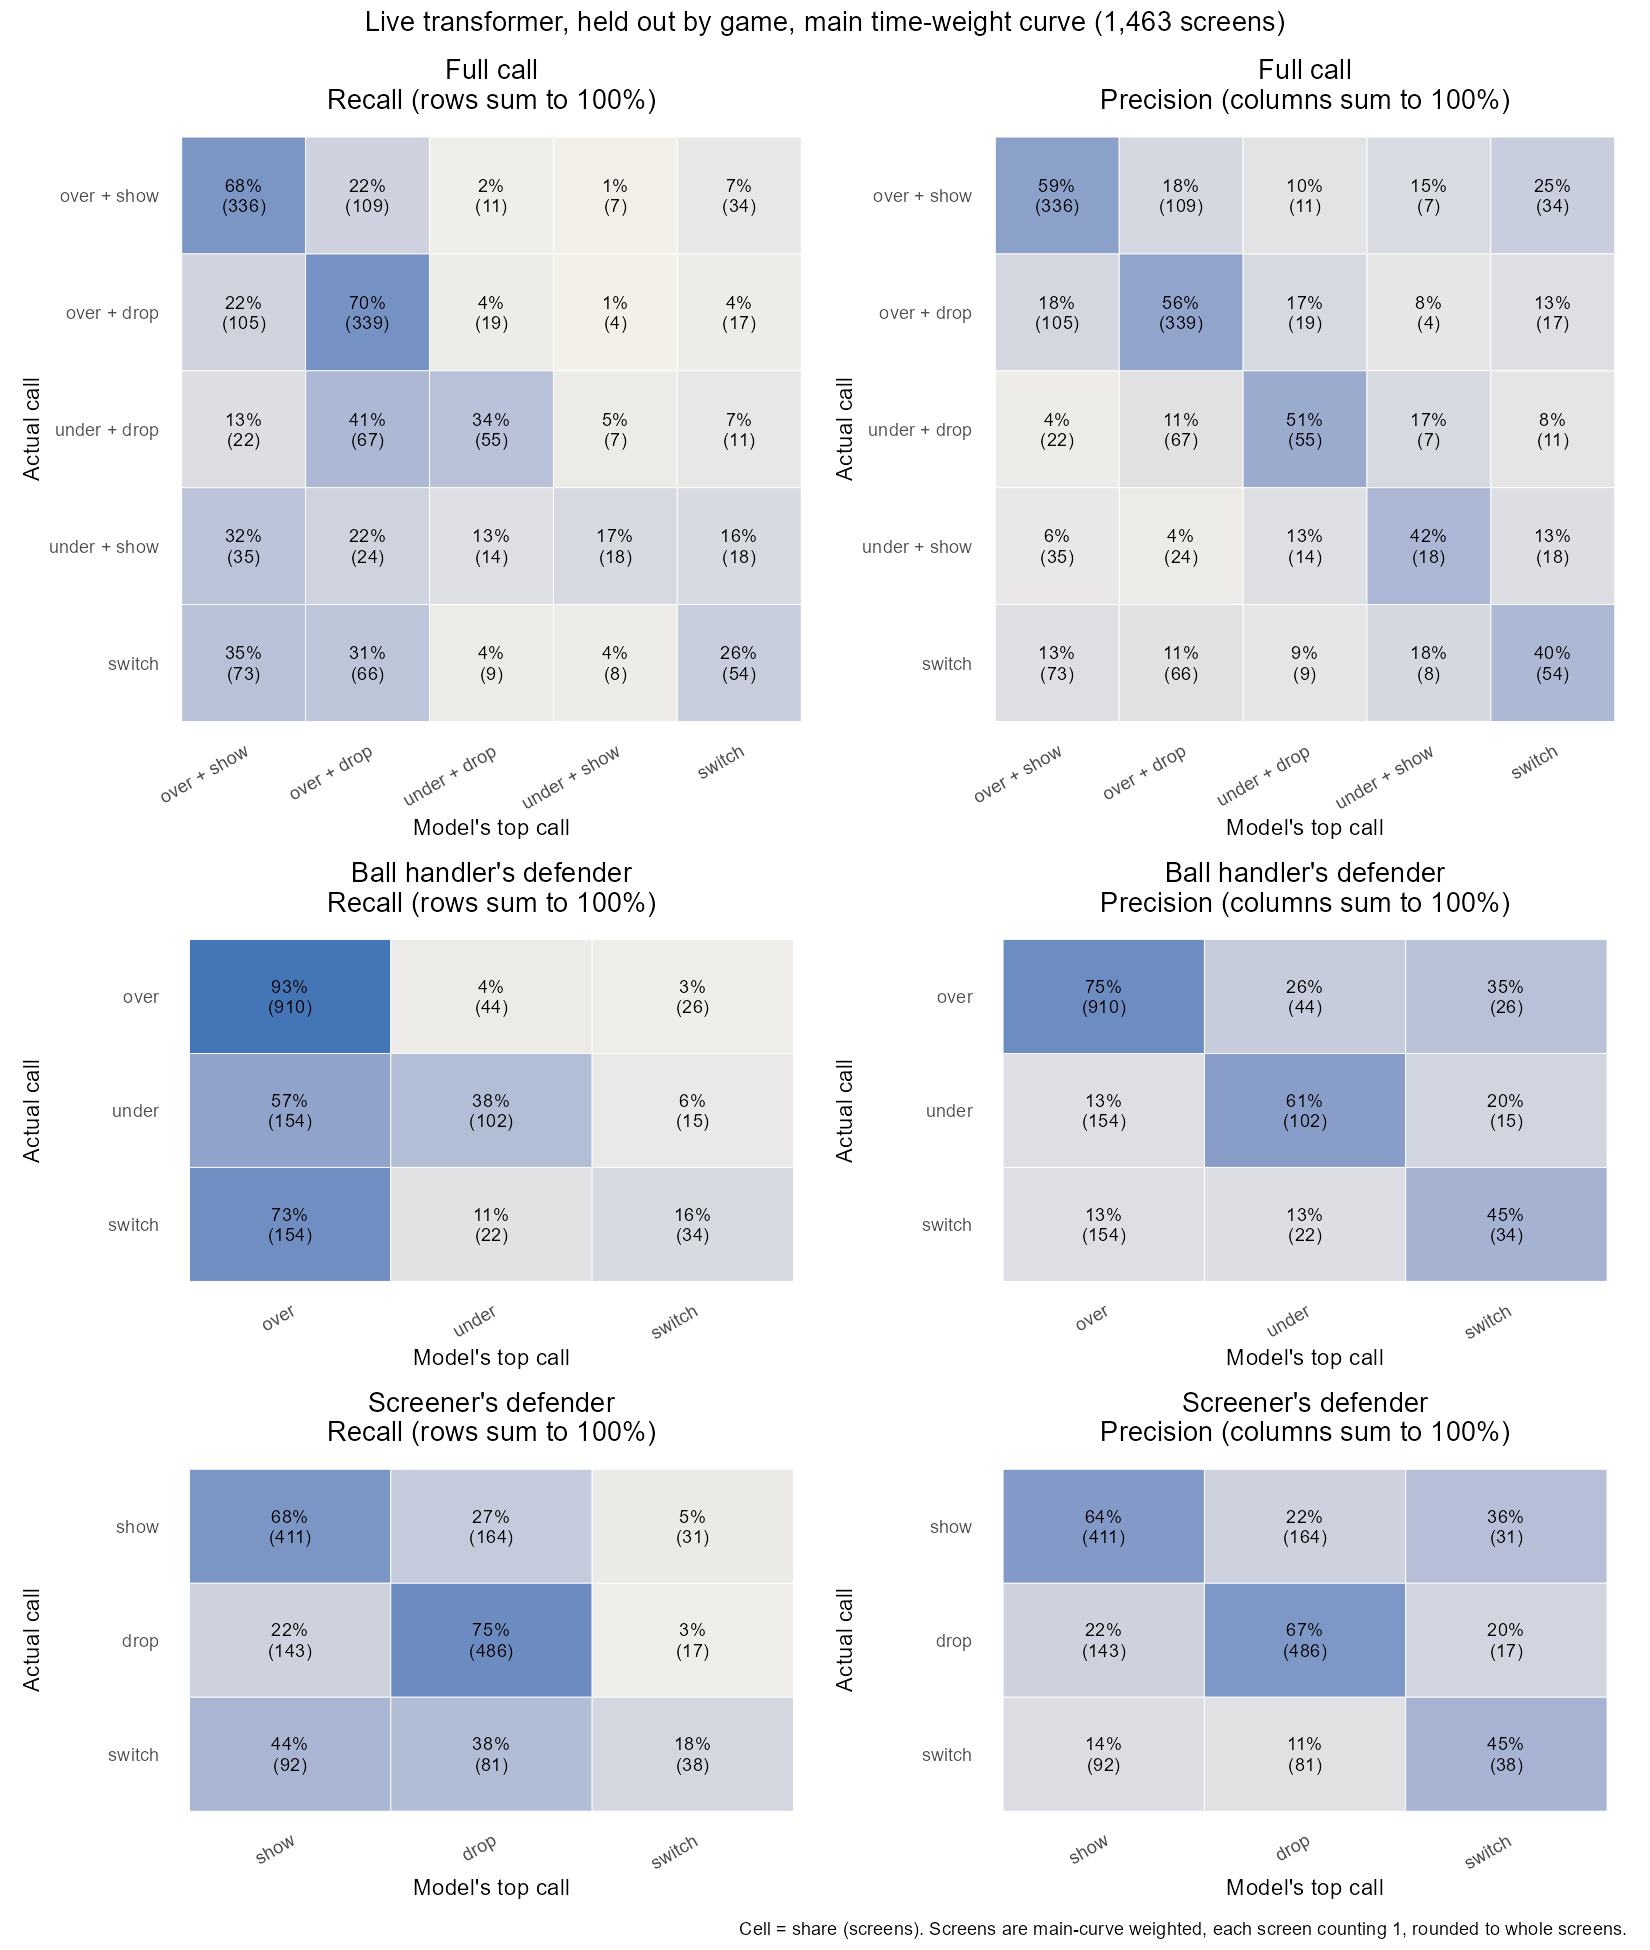 Live transformer, held out by game, main time-weight curve (1,463 screens)
Full call
Recall (rows sum to 100%)
Actual call
over + show
68% 22% 2% 1% 7%
(336) (109) (11) (7) (34)
over + drop
22% 70% 4% 1% 4%
(105) (339) (19) (4) (17)
under + drop
13% 41% 34% 5% 7%
(22) (67) (55) (7) (11)
under + show
32% 22% 13% 17% 16%
(35) (24) (14) (18) (18)
switch
35% 31% 4% 4% 26%
(73) (66) (9) (8) (54)
over + show over + drop under + drop under + show switch
Model's top call
Full call
Precision (columns sum to 100%)
Actual call
over + show
59% 18% 10% 15% 25%
(336) (109) (11) (7) (34)
over + drop
18% 56% 17% 8% 13%
(105) (339) (19) (4) (17)
under + drop
4% 11% 51% 17% 8%
(22) (67) (55) (7) (11)
under + show
6% 4% 13% 42% 13%
(35) (24) (14) (18) (18)
switch
13% 11% 9% 18% 40%
(73) (66) (9) (8) (54)
over + show over + drop under + drop under + show switch
Model's top call
Ball handler's defender
Recall (rows sum to 100%)
Actual call
over
93% 4% 3%
(910) (44) (26)
under
57% 38% 6%
(154) (102) (15)
switch
73% 11% 16%
(154) (22) (34)
over under switch
Model's top call
Ball handler's defender
Precision (columns sum to 100%)
Actual call
over
75% 26% 35%
(910) (44) (26)
under
13% 61% 20%
(154) (102) (15)
switch
13% 13% 45%
(154) (22) (34)
over under switch
Model's top call
Screener's defender
Recall (rows sum to 100%)
Actual call
show
68% 27% 5%
(411) (164) (31)
drop
22% 75% 3%
(143) (486) (17)
switch
44% 38% 18%
(92) (81) (38)
show drop switch
Model's top call
Screener's defender
Precision (columns sum to 100%)
Actual call
show
64% 22% 36%
(411) (164) (31)
drop
22% 67% 20%
(143) (486) (17)
switch
14% 11% 45%
(92) (81) (38)
show drop switch
Model's top call
Cell = share (screens). Screens are main-curve weighted, each screen counting 1, rounded to whole screens.